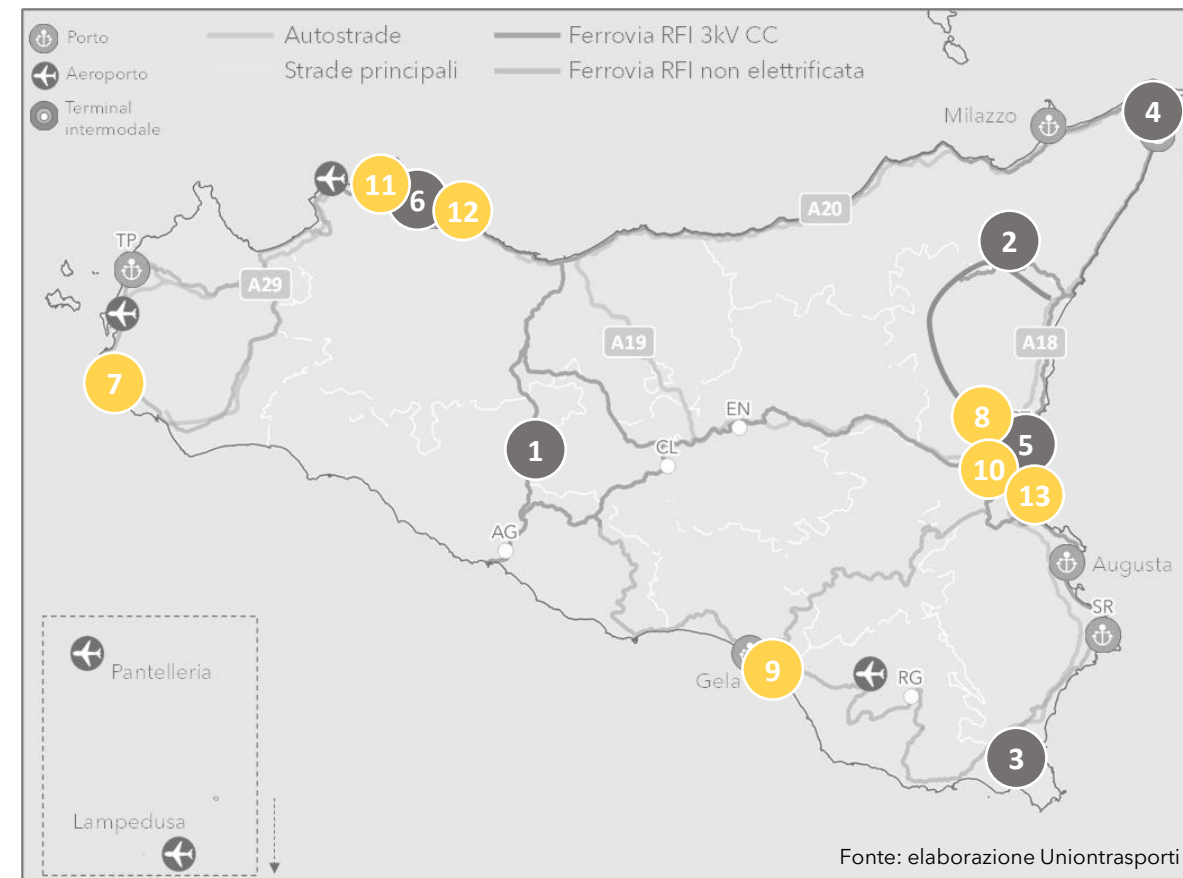 Porto
Autostrade
Ferrovia RFI 3kV CC
Aeroporto
Strade principali
Ferrovia RFI non elettrificata
Terminal
intermodale
Milazzo
4
11
6
12
A20
TP
2
A29
A19
A18
7
8
EN
1
CL
5
10
13
AG
Augusta
SR
Pantelleria
Gela
9
RG
3
Lampedusa
Fonte: elaborazione Uniontrasporti